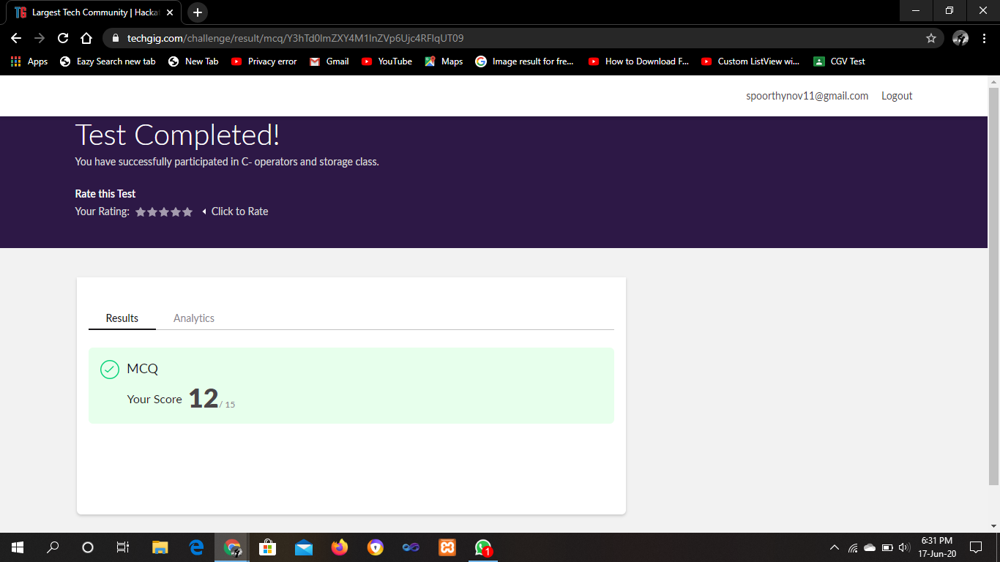 Largest Tech Community | Hacka
techgig.com/challenge/result/mcq/
Apps
Eazy Search new tab
New Tab
Privacy error
Gmail
YouTube
Maps
Image result for fre...
How to Download F...
Custom ListView wi...
CGV Test
spoorthynov11@gmail.com
Logout
Test Completed!
You have successfully participated in C- operators and storage class.
Rate this Test
Your Rating:
Click to Rate
Results
Analytics
MCQ
Your Score 12 / 15
1
6:31 PM
17-Jun-20